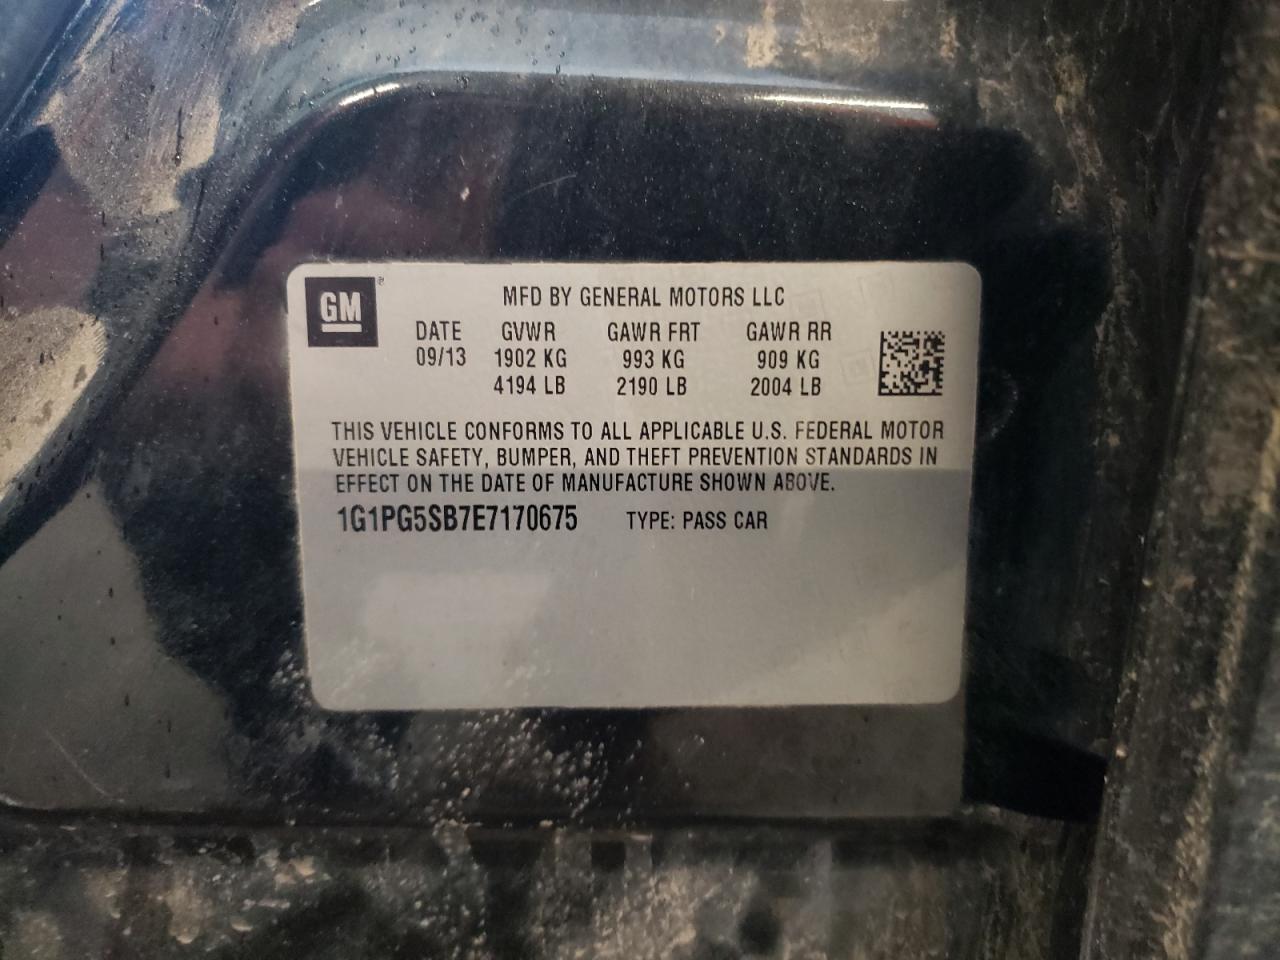 GM®
MFD BY GENERAL MOTORS LLC
DATE GVWR GAWR FRT GAWR RR
09/13 1902 KG 993 KG 909 KG
4194 LB 2190 LB 2004 LB
THIS VEHICLE CONFORMS TO ALL APPLICABLE U.S. FEDERAL MOTOR
VEHICLE SAFETY, BUMPER, AND THEFT PREVENTION STANDARDS IN
EFFECT ON THE DATE OF MANUFACTURE SHOWN ABOVE.
1G1PG5SB7E7170675 TYPE: PASS CAR